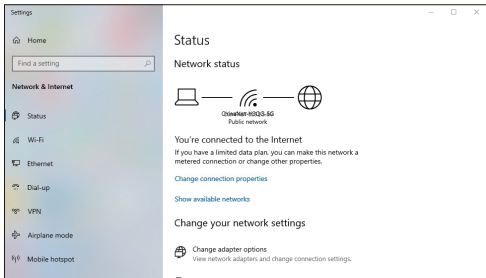 Settings
Home
Find a setting
Network & Internet
Status
Wi-Fi
Ethernet
Dial-up
VPN
Airplane mode
Mobile hotspot
Status
Network status
Public network
You're connected to the Internet
If you have a limited data plan, you can make this network a
metered connection or change other properties.
Change connection properties
Show available networks
Change your network settings
Change adapter options
View network adapters and change connection settings.